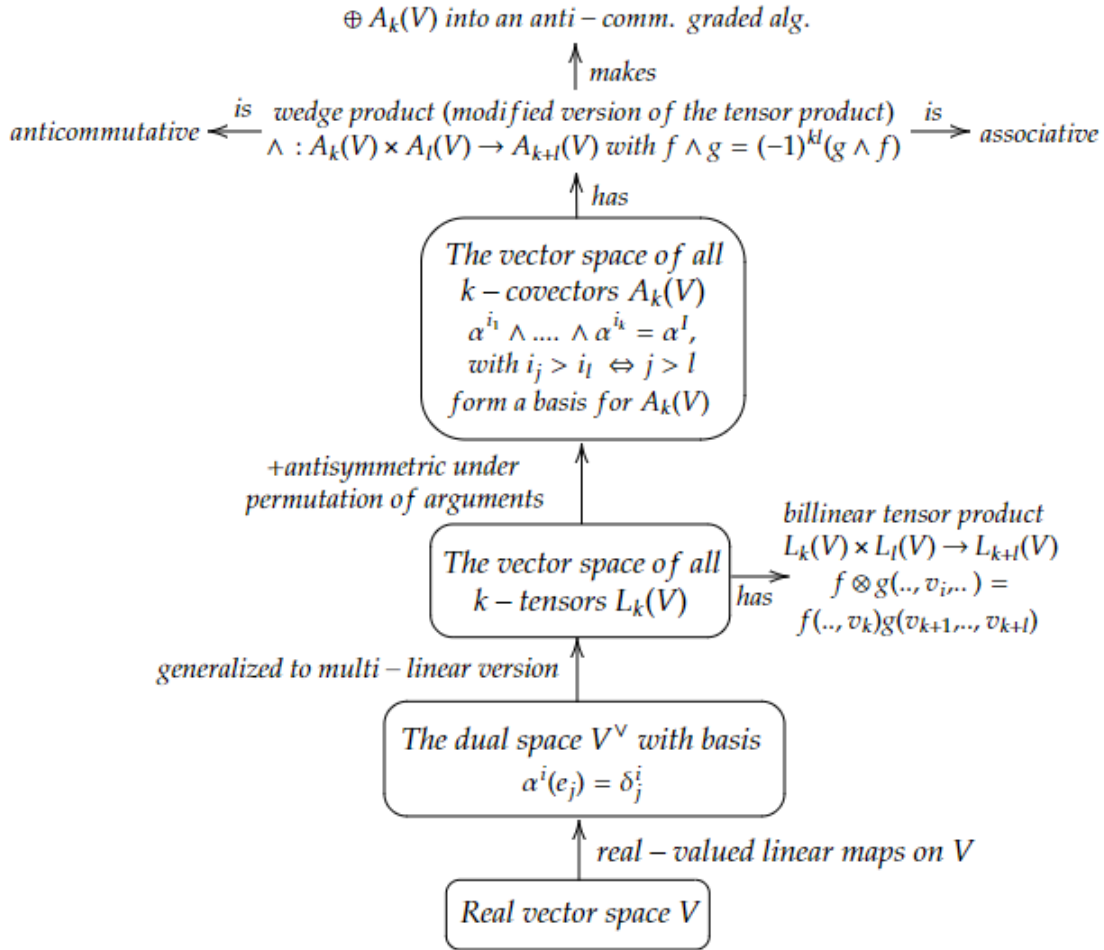 ⊕ A_k(V) into an anti − comm. graded alg.
makes
is
wedge product (modified version of the tensor product)
is
anticommutative
∧ : A_k(V) × A_l(V) → A_{k+l}(V) with f ∧ g = (−1)^{kl}(g ∧ f)
associative
has
The vector space of all
k − covectors A_k(V)
α^{i_1} ∧ .... ∧ α^{i_k} = α^I,
with i_j > i_l ⇔ j > l
form a basis for A_k(V)
+antisymmetric under
permutation of arguments
billinear tensor product
L_k(V) × L_l(V) → L_{k+l}(V)
f ⊗ g(.., v_i,.. ) =
f(.., v_k)g(v_{k+1},.., v_{k+l})
The vector space of all
k − tensors L_k(V)
has
generalized to multi − linear version
The dual space V^∨ with basis
α^i(e_j) = δ^i_j
real − valued linear maps on V
Real vector space V